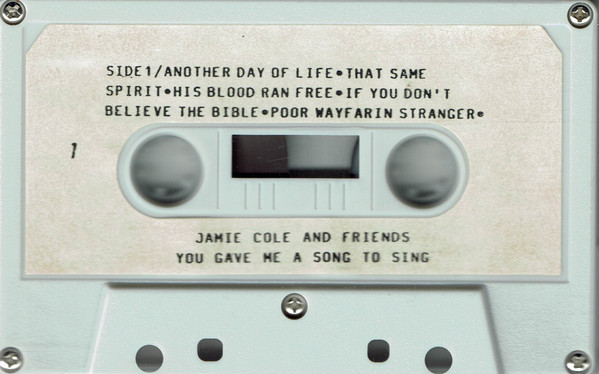 SIDE1/ANOTHER DAY OF LIFE•THAT SAME
SPIRIT•HIS BLOOD RAN FREE•IF YOU DON'T
BELIEVE THE BIBLE•POOR WAYFARIN STRANGER•
1
JAMIE COLE AND FRIENDS
YOU GAVE ME A SONG TO SING